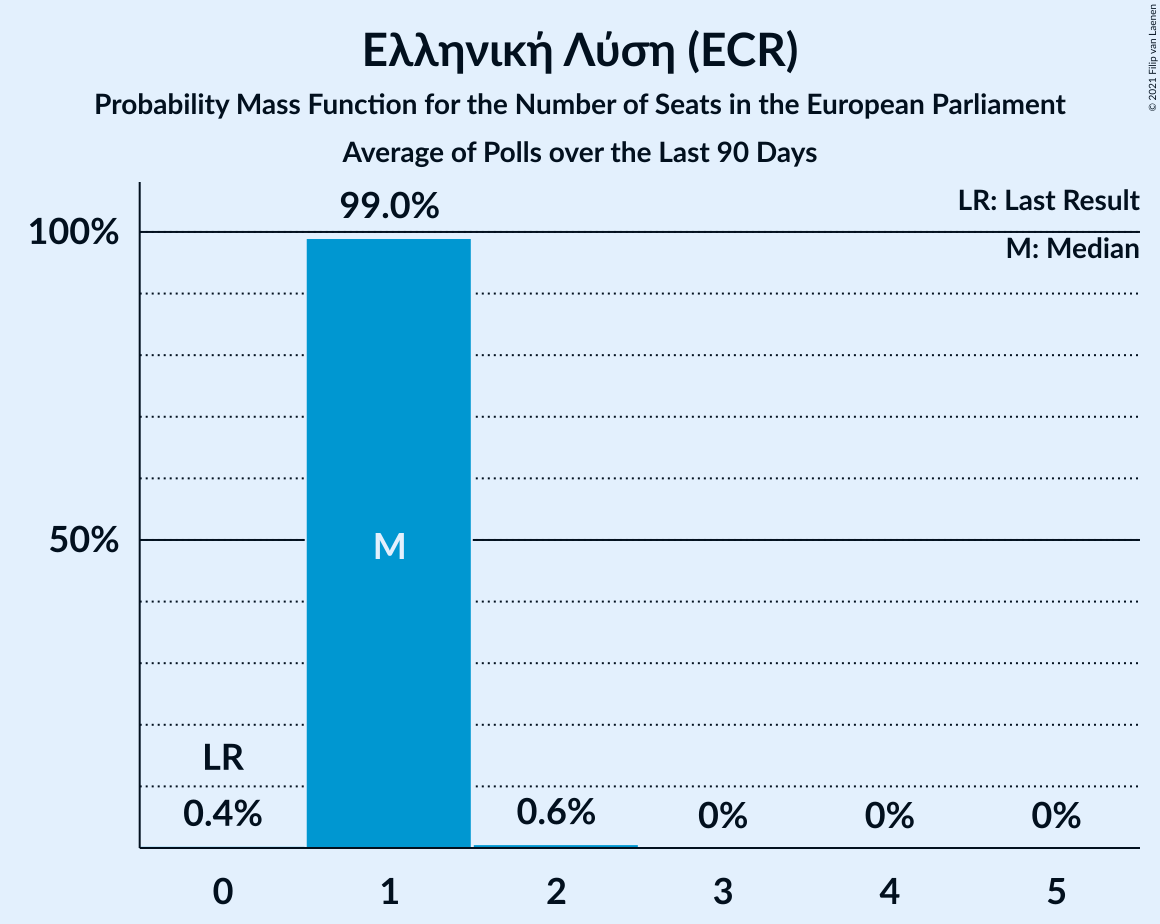 Ελληνική Λύση (ECR)
Probability Mass Function for the Number of Seats in the European Parliament
Average of Polls over the Last 90 Days
© 2021 Filip van Laenen
LR: Last Result
M: Median
99.0%
100%
50%
M
LR
0.4%
0.6%
0%
0%
0%
0
1
2
3
4
5